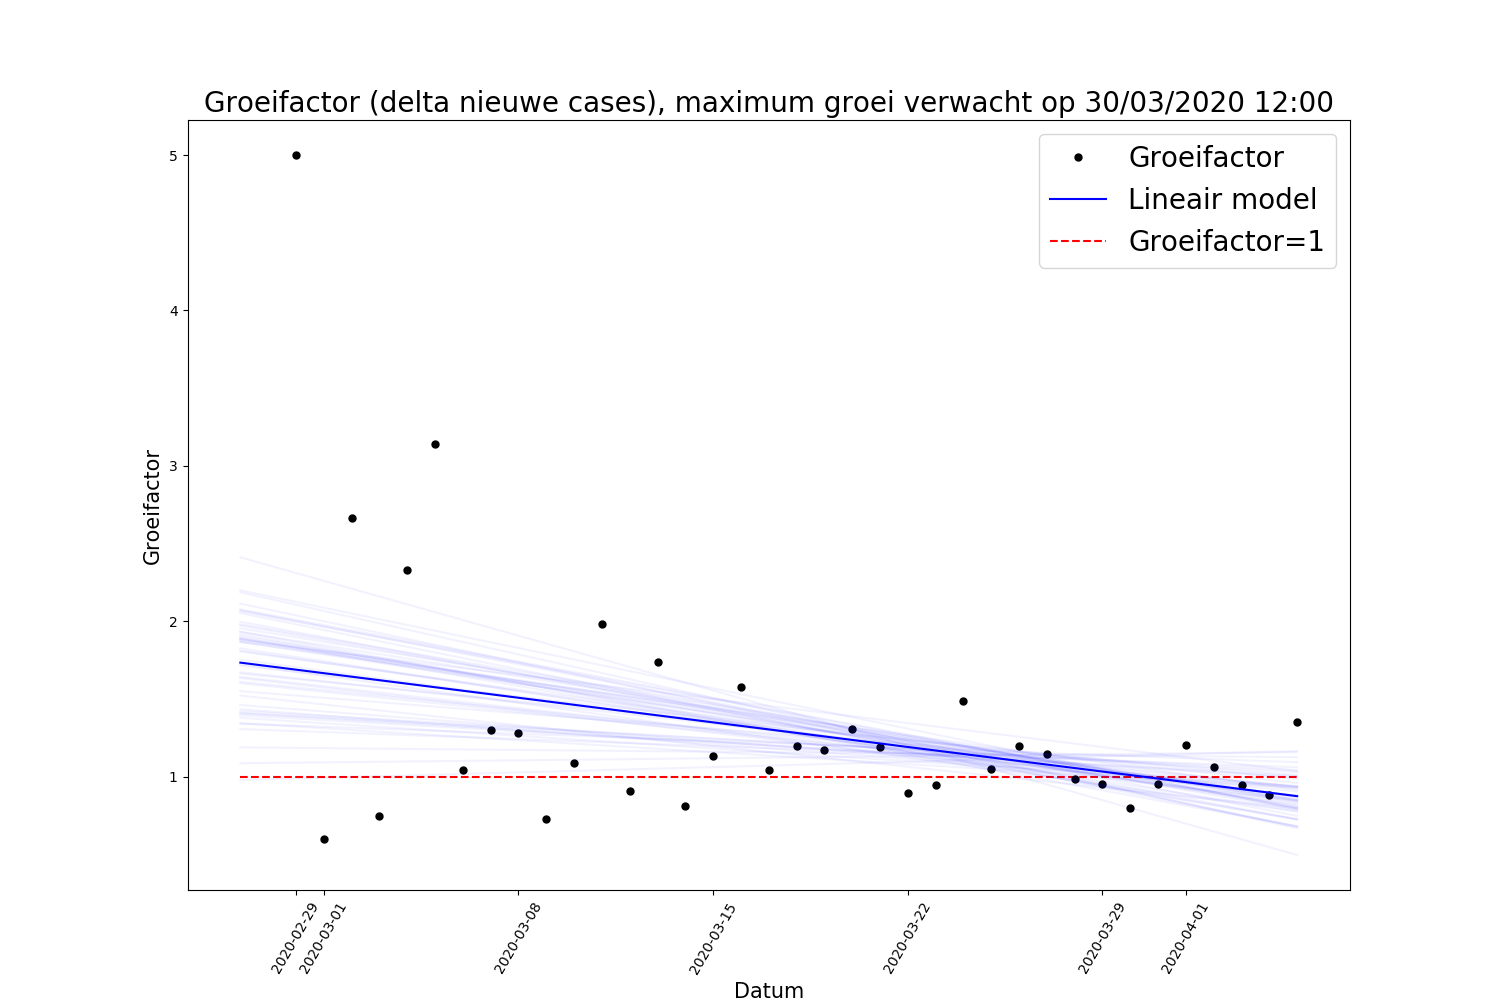 Groeifactor (delta nieuwe cases), maximum groei verwacht op 30/03/2020 12:00
Groeifactor
Lineair model
Groeifactor=1
5
4
3
2
1
Groeifactor
2020-02-29
2020-03-01
2020-03-08
2020-03-15
2020-03-22
2020-03-29
2020-04-01
Datum